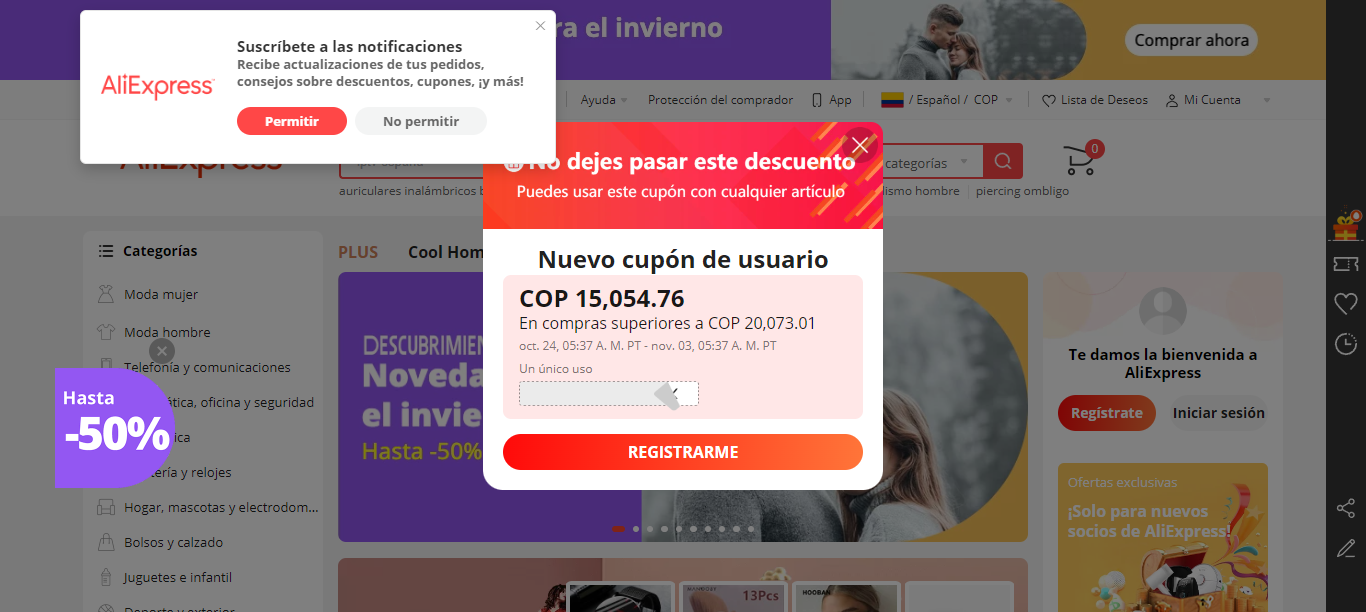 ra el invierno
Comprar ahora
Suscríbete a las notificaciones
Recibe actualizaciones de tus pedidos,
consejos sobre descuentos, cupones, ¡y más!
AliExpress
Permitir
No permitir
Ayuda
Protección del comprador
App
/ Español / COP
Lista de Deseos
Mi Cuenta
AliExpress
categorías
0
auriculares inalámbricos b
lismo hombre
piercing ombligo
No dejes pasar este descuento
Puedes usar este cupón con cualquier artículo
Nuevo cupón de usuario
COP 15,054.76
En compras superiores a COP 20,073.01
oct. 24, 05:37 A. M. PT - nov. 03, 05:37 A. M. PT
Un único uso
REGISTRARME
Categorías
Moda mujer
Moda hombre
Telefonía y comunicaciones
ática, oficina y seguridad
ica
tería y relojes
Hogar, mascotas y electrodom...
Bolsos y calzado
Juguetes e infantil
Deporte y exterior
Hasta
-50%
PLUS
Cool Hom
DESCUBRIMIEN
Noveda
el invie
Hasta -50%
Te damos la bienvenida a
AliExpress
Regístrate
Iniciar sesión
Ofertas exclusivas
¡Solo para nuevos
socios de AliExpress!
13Pcs
HOOBAN